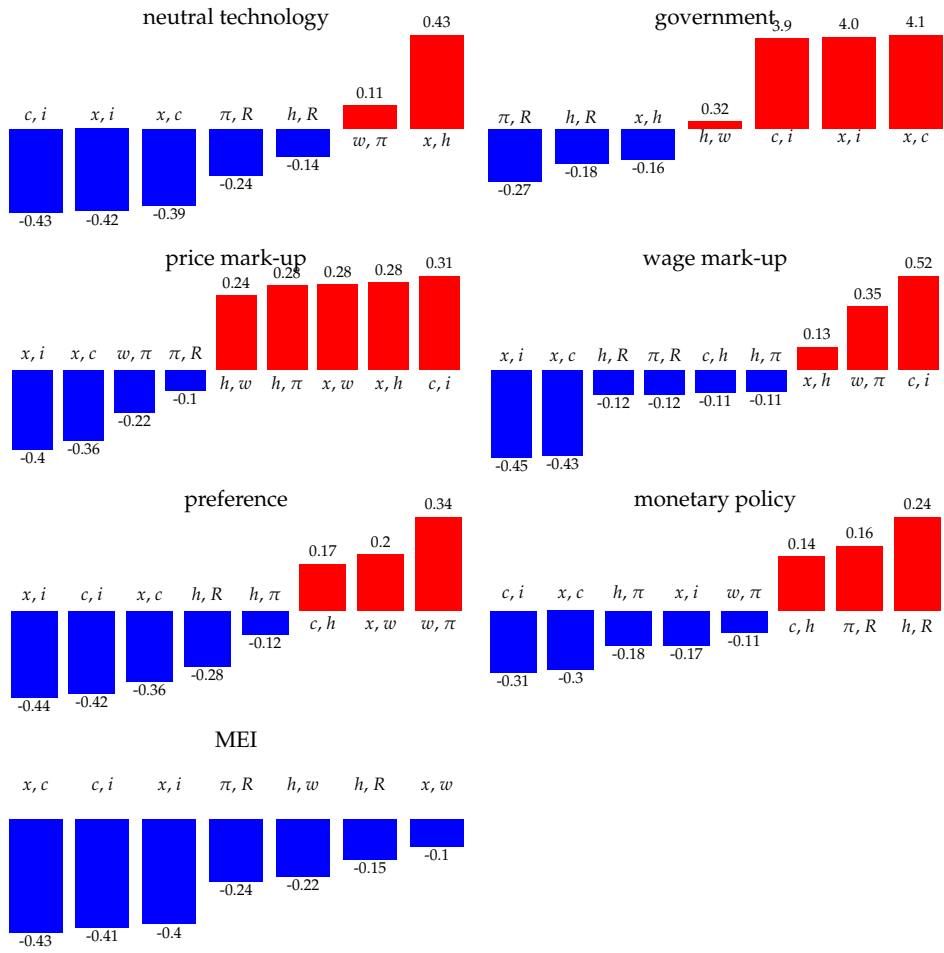 neutral technology
0.43
0.11
c, i x, i x, c π, R h, R
w, π x, h
-0.14
-0.24
-0.43 -0.42 -0.39
government
3.9 4.0 4.1
0.32
π, R h, R x, h
h, w c, i x, i x, c
-0.27 -0.18 -0.16
price mark-up
0.24 0.28 0.28 0.28 0.31
x, i x, c w, π π, R
h, w h, π x, w x, h c, i
-0.4 -0.36 -0.22 -0.1
wage mark-up
0.13 0.35 0.52
x, i x, c h, R π, R c, h h, π
x, h w, π c, i
-0.45 -0.43 -0.12 -0.12 -0.11 -0.11
preference
0.17 0.2 0.34
x, i c, i x, c h, R h, π
c, h x, w w, π
-0.44 -0.42 -0.36 -0.28 -0.12
monetary policy
0.14 0.16 0.24
c, i x, c h, π x, i w, π
c, h π, R h, R
-0.31 -0.3 -0.18 -0.17 -0.11
MEI
x, c c, i x, i π, R h, w h, R x, w
-0.43 -0.41 -0.4 -0.24 -0.22 -0.15 -0.1